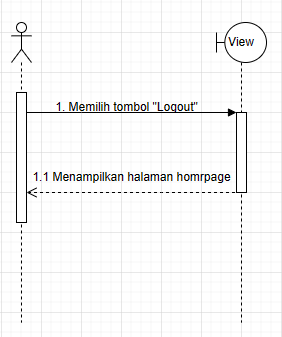 View
1. Memilih tombol "Logout"
1.1 Menampilkan halaman homrpage